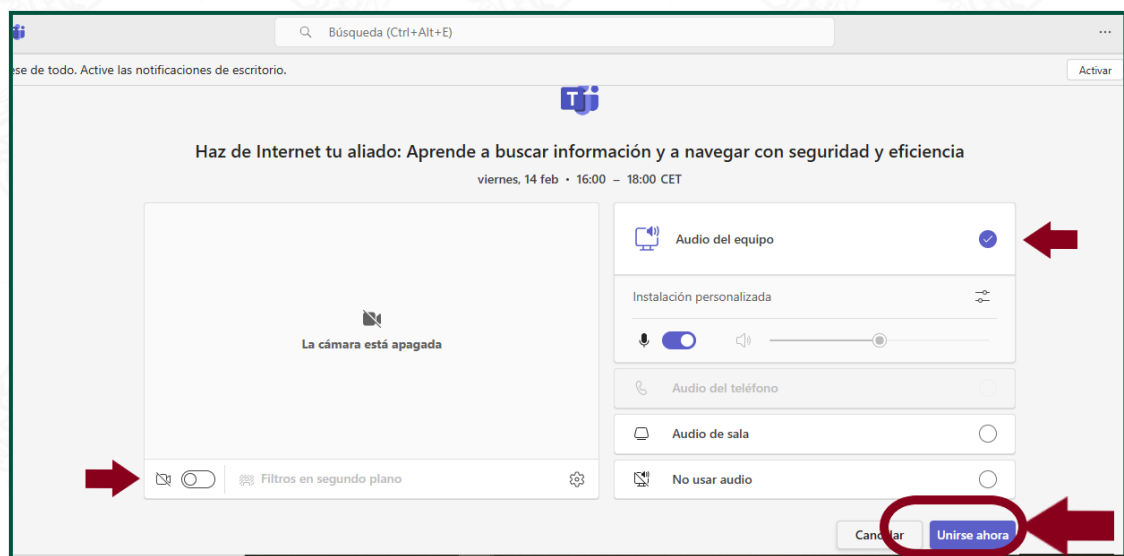 Búsqueda (Ctrl+Alt+E)
ese de todo. Active las notificaciones de escritorio.
Activar
Haz de Internet tu aliado: Aprende a buscar información y a navegar con seguridad y eficiencia
viernes, 14 feb • 16:00 – 18:00 CET
La cámara está apagada
Filtros en segundo plano
Audio del equipo
Instalación personalizada
Audio del teléfono
Audio de sala
No usar audio
Cancelar
Unirse ahora